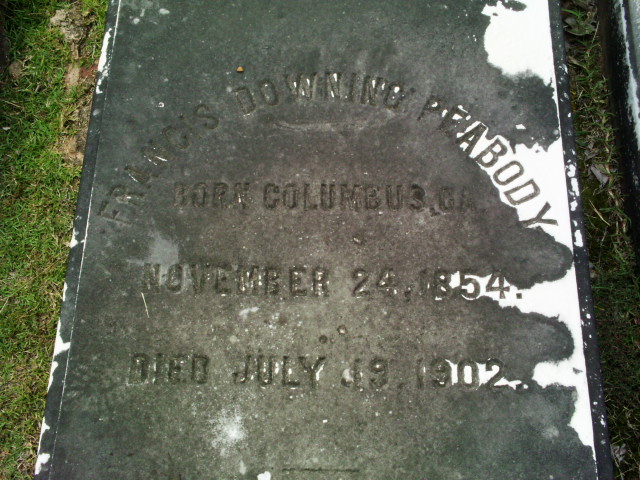 FRANCIS DOWNING PEABODY
BORN COLUMBUS, GA.
NOVEMBER 24, 1854.
DIED JULY 19, 1902.